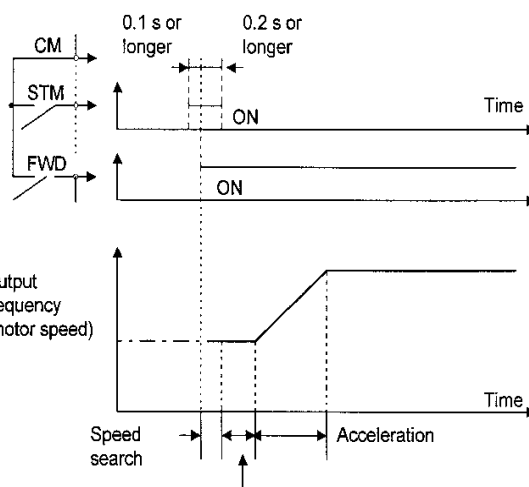 0.1 s or
longer
0.2 s or
longer
CM
STM
ON
Time
FWD
ON
utput
equency
notor speed)
Time
Speed
search
Acceleration